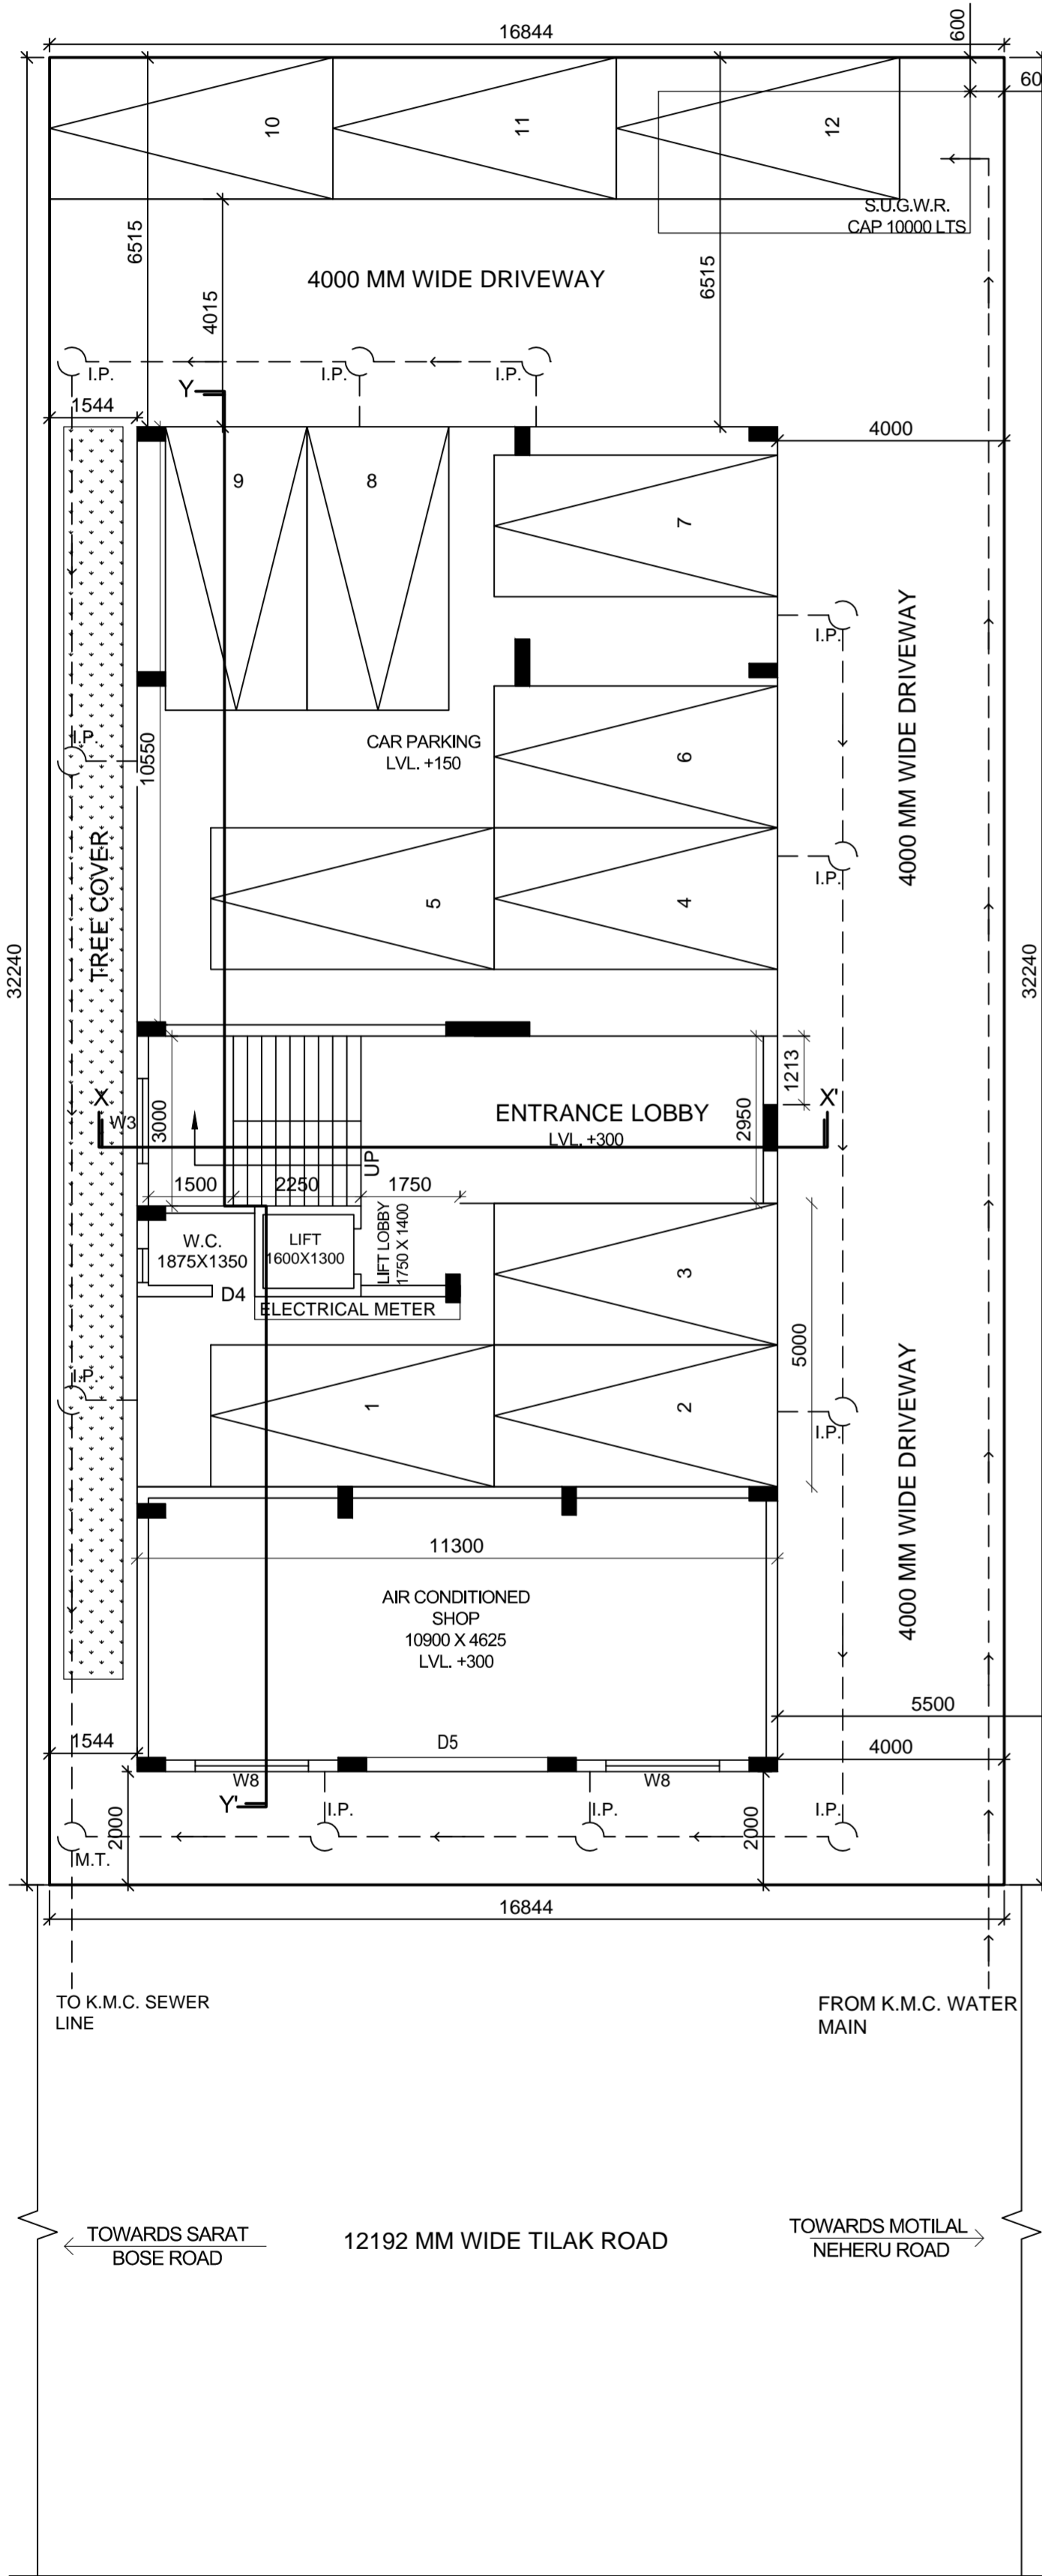 16844
600
60
10
11
12
S.U.G.W.R.
CAP 10000 LTS
6515
4015
6515
4000 MM WIDE DRIVEWAY
I.P.
I.P.
I.P.
Y
1544
4000
9
8
7
I.P.
4000 MM WIDE DRIVEWAY
I.P.
10550
CAR PARKING
LVL. +150
6
TREE COVER
5
4
I.P.
32240
32240
X
W3
3000
ENTRANCE LOBBY
LVL. +300
2950
1213
X'
UP
1500
2250
1750
W.C.
1875X1350
LIFT
1600X1300
LIFT LOBBY
1750 X 1400
D4
ELECTRICAL METER
3
5000
I.P.
1
2
I.P.
4000 MM WIDE DRIVEWAY
11300
AIR CONDITIONED
SHOP
10900 X 4625
LVL. +300
5500
1544
D5
4000
W8
W8
Y'
2000
I.P.
I.P.
2000
I.P.
M.T.
16844
TO K.M.C. SEWER
LINE
FROM K.M.C. WATER
MAIN
TOWARDS SARAT
BOSE ROAD
12192 MM WIDE TILAK ROAD
TOWARDS MOTILAL
NEHERU ROAD